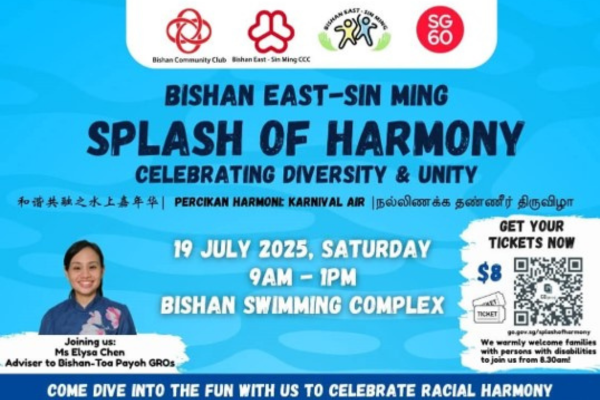 Bishan Community Club
Bishan East - Sin Ming CCC
BISHAN EAST - SIN MING
SG
60
BISHAN EAST-SIN MING
SPLASH OF HARMONY
CELEBRATING DIVERSITY & UNITY
和谐共融之水上嘉年华| PERCIKAN HARMONI KARNIVAL AIR |நல்லிணக்க தண்ணீர் திருவிழா
19 JULY 2025, SATURDAY
9AM - 1PM
BISHAN SWIMMING COMPLEX
GET YOUR
TICKETS NOW
$8
TICKET
go.gov.sg/splashofharmony
We warmly welcome families
with persons with disabilities
to join us from 8.30am!
Joining us:
Ms Elysa Chen
Adviser to Bishan-Toa Payoh GROs
COME DIVE INTO THE FUN WITH US TO CELEBRATE RACIAL HARMONY